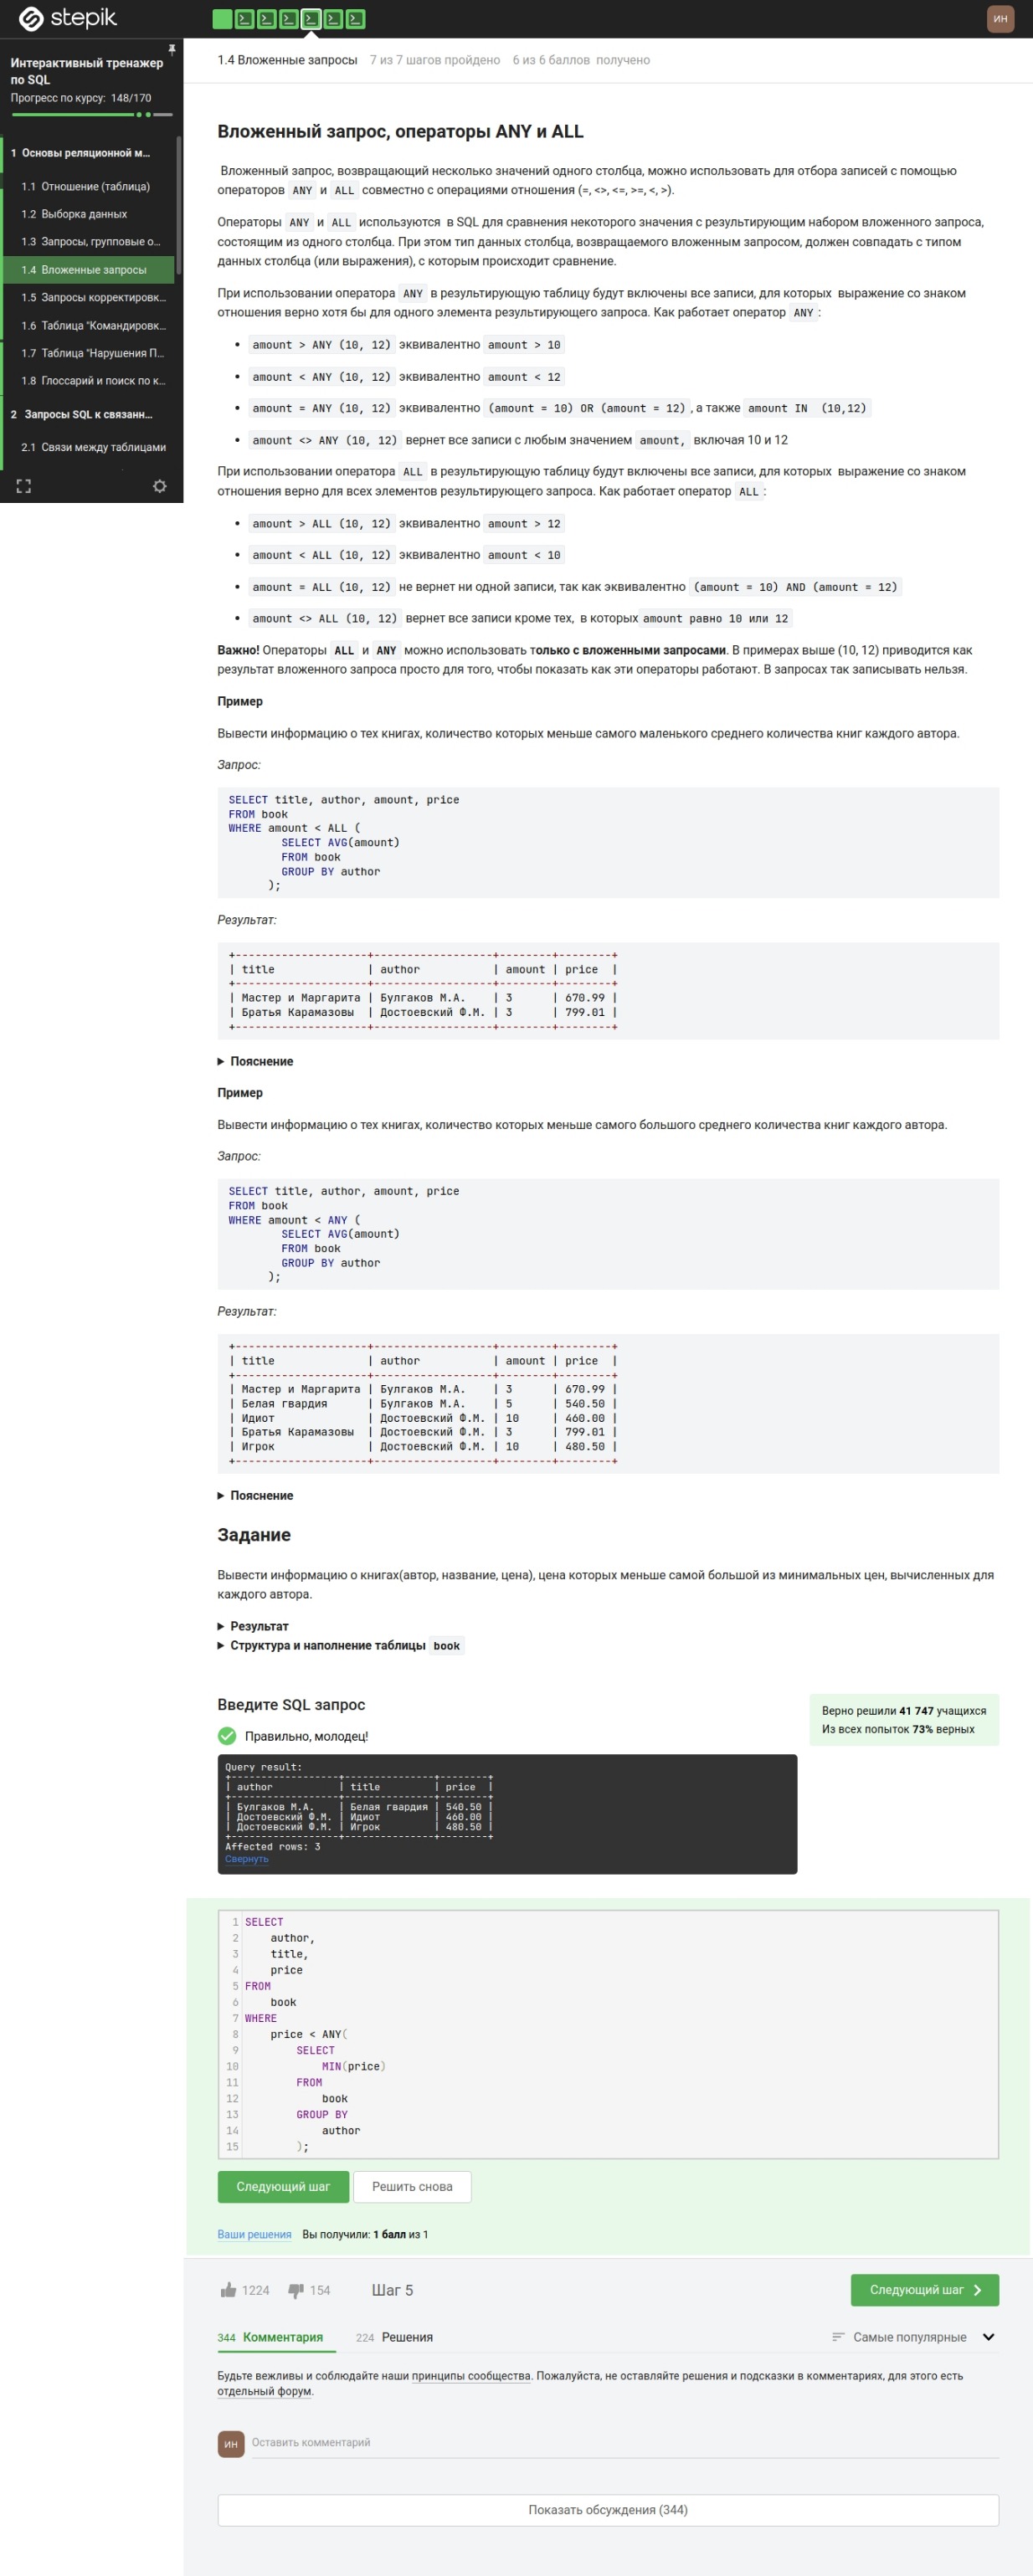 stepik
ИН
Интерактивный тренажер
по SQL
Прогресс по курсу: 148/170
1 Основы реляционной м...
1.1 Отношение (таблица)
1.2 Выборка данных
1.3 Запросы, групповые о...
1.4 Вложенные запросы
1.5 Запросы корректировк...
1.6 Таблица "Командировк...
1.7 Таблица "Нарушения П...
1.8 Глоссарий и поиск по к...
2 Запросы SQL к связанн...
2.1 Связи между таблицами
1.4 Вложенные запросы 7 из 7 шагов пройдено 6 из 6 баллов получено
Вложенный запрос, операторы ANY и ALL
Вложенный запрос, возвращающий несколько значений одного столбца, можно использовать для отбора записей с помощью
операторов ANY и ALL совместно с операциями отношения (=, <>, <=, >=, <, >).
Операторы ANY и ALL используются в SQL для сравнения некоторого значения с результирующим набором вложенного запроса,
состоящим из одного столбца. При этом тип данных столбца, возвращаемого вложенным запросом, должен совпадать с типом
данных столбца (или выражения), с которым происходит сравнение.
При использовании оператора ANY в результирующую таблицу будут включены все записи, для которых выражение со знаком
отношения верно хотя бы для одного элемента результирующего запроса. Как работает оператор ANY :
• amount > ANY (10, 12) эквивалентно amount > 10
• amount < ANY (10, 12) эквивалентно amount < 12
• amount = ANY (10, 12) эквивалентно (amount = 10) OR (amount = 12) , а также amount IN (10,12)
• amount <> ANY (10, 12) вернет все записи с любым значением amount, включая 10 и 12
При использовании оператора ALL в результирующую таблицу будут включены все записи, для которых выражение со знаком
отношения верно для всех элементов результирующего запроса. Как работает оператор ALL :
• amount > ALL (10, 12) эквивалентно amount > 12
• amount < ALL (10, 12) эквивалентно amount < 10
• amount = ALL (10, 12) не вернет ни одной записи, так как эквивалентно (amount = 10) AND (amount = 12)
• amount <> ALL (10, 12) вернет все записи кроме тех, в которых amount равно 10 или 12
Важно! Операторы ALL и ANY можно использовать только с вложенными запросами. В примерах выше (10, 12) приводится как
результат вложенного запроса просто для того, чтобы показать как эти операторы работают. В запросах так записывать нельзя.
Пример
Вывести информацию о тех книгах, количество которых меньше самого маленького среднего количества книг каждого автора.
Запрос:
SELECT title, author, amount, price
FROM book
WHERE amount < ALL (
SELECT AVG(amount)
FROM book
GROUP BY author
);
Результат:
+-------------------+------------------+--------+--------+
| title | author | amount | price |
+-------------------+------------------+--------+--------+
| Мастер и Маргарита | Булгаков М.А. | 3 | 670.99 |
| Братья Карамазовы | Достоевский Ф.М. | 3 | 799.01 |
+-------------------+------------------+--------+--------+
▶ Пояснение
Пример
Вывести информацию о тех книгах, количество которых меньше самого большого среднего количества книг каждого автора.
Запрос:
SELECT title, author, amount, price
FROM book
WHERE amount < ANY (
SELECT AVG(amount)
FROM book
GROUP BY author
);
Результат:
+-------------------+------------------+--------+--------+
| title | author | amount | price |
+-------------------+------------------+--------+--------+
| Мастер и Маргарита | Булгаков М.А. | 3 | 670.99 |
| Белая гвардия | Булгаков М.А. | 5 | 540.50 |
| Идиот | Достоевский Ф.М. | 10 | 460.00 |
| Братья Карамазовы | Достоевский Ф.М. | 3 | 799.01 |
| Игрок | Достоевский Ф.М. | 10 | 480.50 |
+-------------------+------------------+--------+--------+
▶ Пояснение
Задание
Вывести информацию о книгах(автор, название, цена), цена которых меньше самой большой из минимальных цен, вычисленных для
каждого автора.
▶ Результат
▶ Структура и наполнение таблицы book
Введите SQL запрос
Верно решили 41 747 учащихся
Из всех попыток 73% верных
Правильно, молодец!
Query result:
+------------------+---------------+--------+
| author | title | price |
+------------------+---------------+--------+
| Булгаков М.А. | Белая гвардия | 540.50 |
| Достоевский Ф.М. | Идиот | 460.00 |
| Достоевский Ф.М. | Игрок | 480.50 |
+------------------+---------------+--------+
Affected rows: 3
Свернуть
1 SELECT
2 author,
3 title,
4 price
5 FROM
6 book
7 WHERE
8 price < ANY(
9 SELECT
10 MIN(price)
11 FROM
12 book
13 GROUP BY
14 author
15 );
Следующий шаг Решить снова
Ваши решения Вы получили: 1 балл из 1
1224 154 Шаг 5 Следующий шаг
344 Комментария 224 Решения Самые популярные
Будьте вежливы и соблюдайте наши принципы сообщества. Пожалуйста, не оставляйте решения и подсказки в комментариях, для этого есть
отдельный форум.
ИН Оставить комментарий
Показать обсуждения (344)